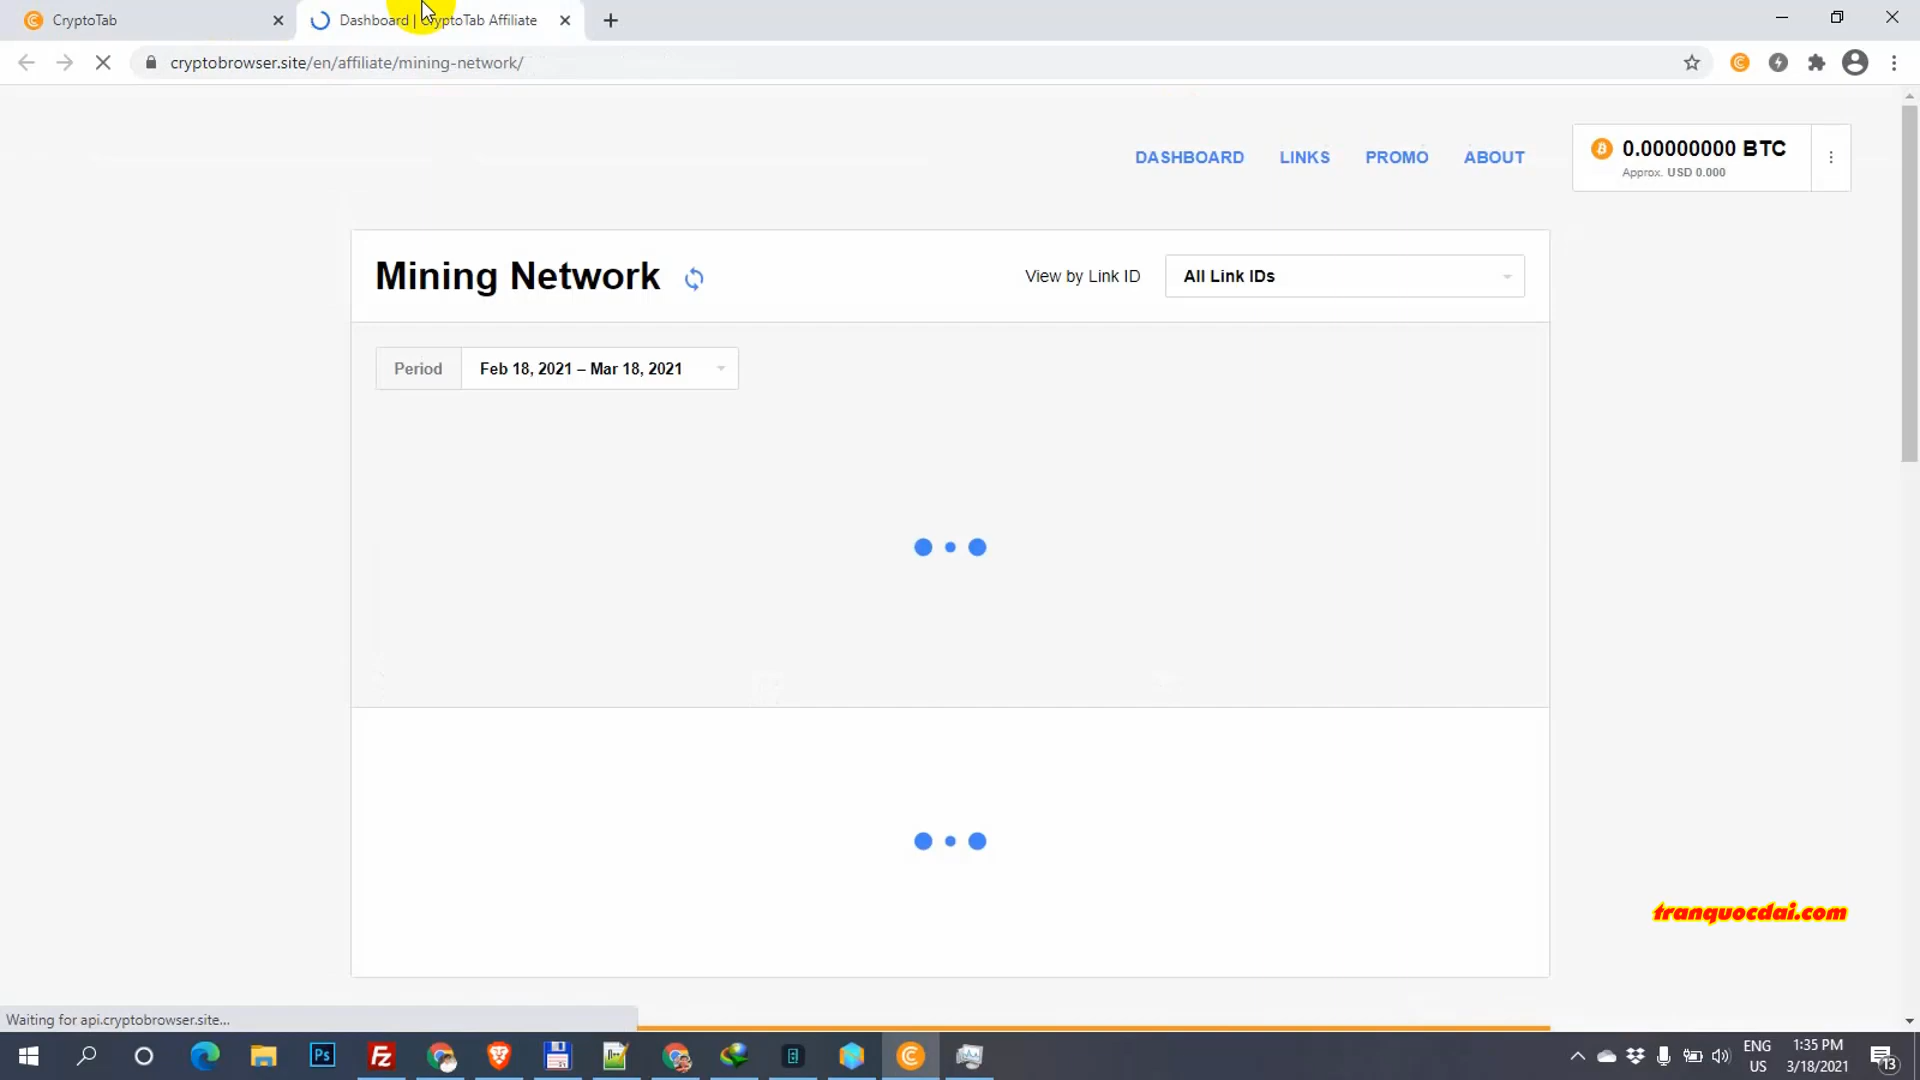 CryptoTab
Dashboard | CryptoTab Affiliate
cryptobrowser.site/en/affiliate/mining-network/
DASHBOARD
LINKS
PROMO
ABOUT
0.00000000 BTC
Approx. USD 0.000
Mining Network
View by Link ID
All Link IDs
Period
Feb 18, 2021 – Mar 18, 2021
tranquocdai.com
Waiting for api.cryptobrowser.site...
Ps
FZ
ENG
US
1:35 PM
3/18/2021
13